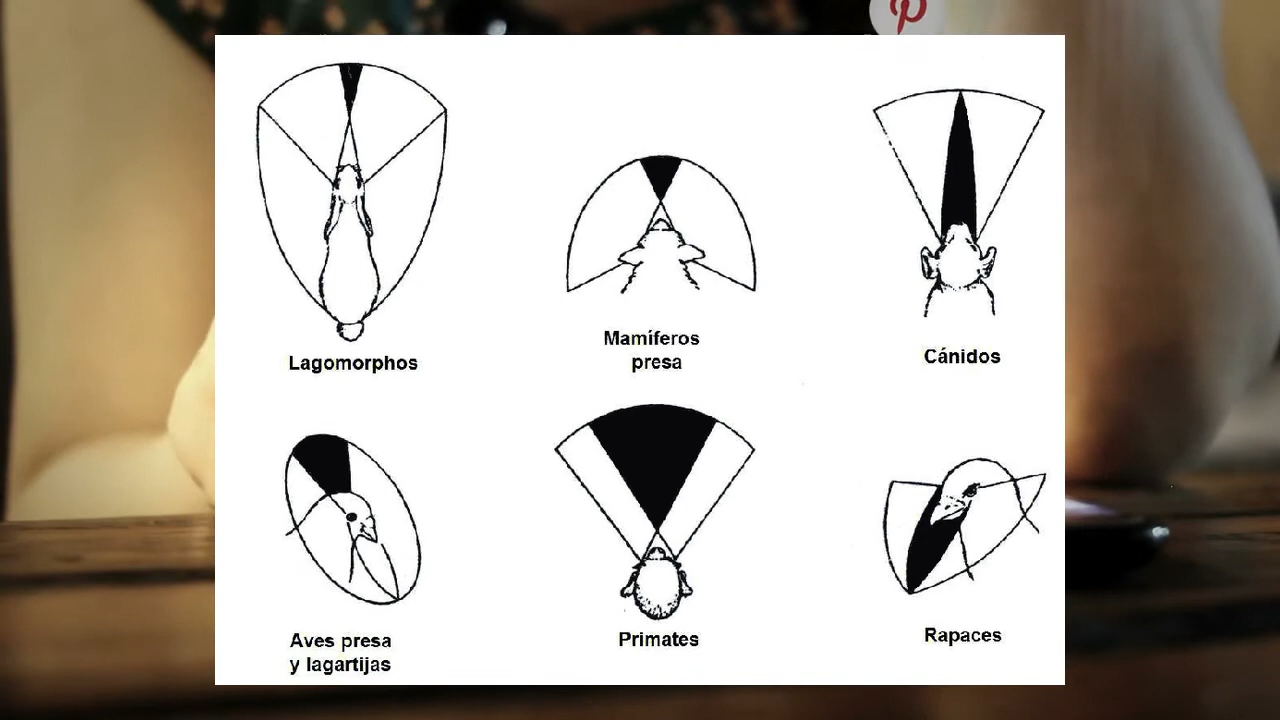 Lagomorphos
Mamíferos
presa
Cánidos
Aves presa
y lagartijas
Primates
Rapaces